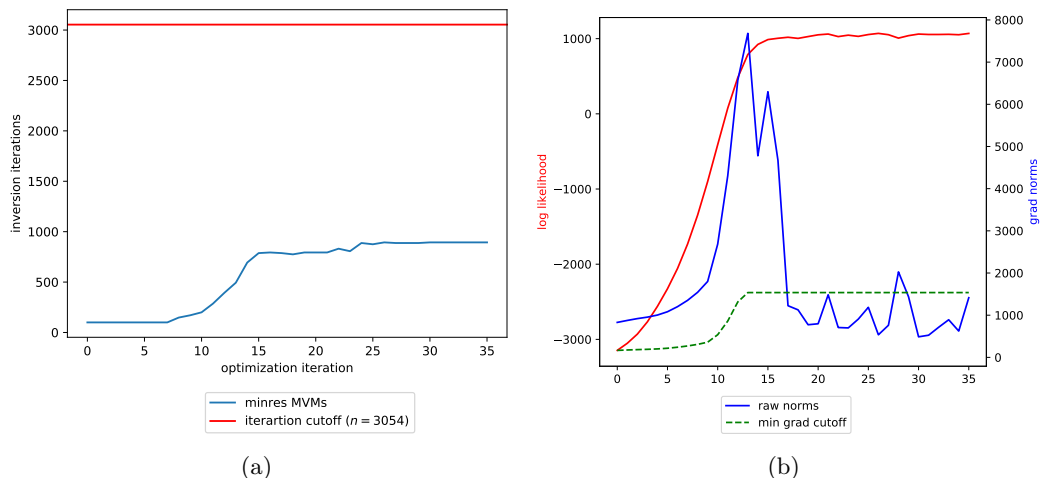 3000
2500
2000
1500
1000
500
0
inversion iterations
0 5 10 15 20 25 30 35
optimization iteration
minres MVMs
iterartion cutoff (n = 3054)
(a)
1000
0
−1000
−2000
−3000
log likelihood
8000
7000
6000
5000
4000
3000
2000
1000
0
grad norms
0 5 10 15 20 25 30 35
raw norms
min grad cutoff
(b)